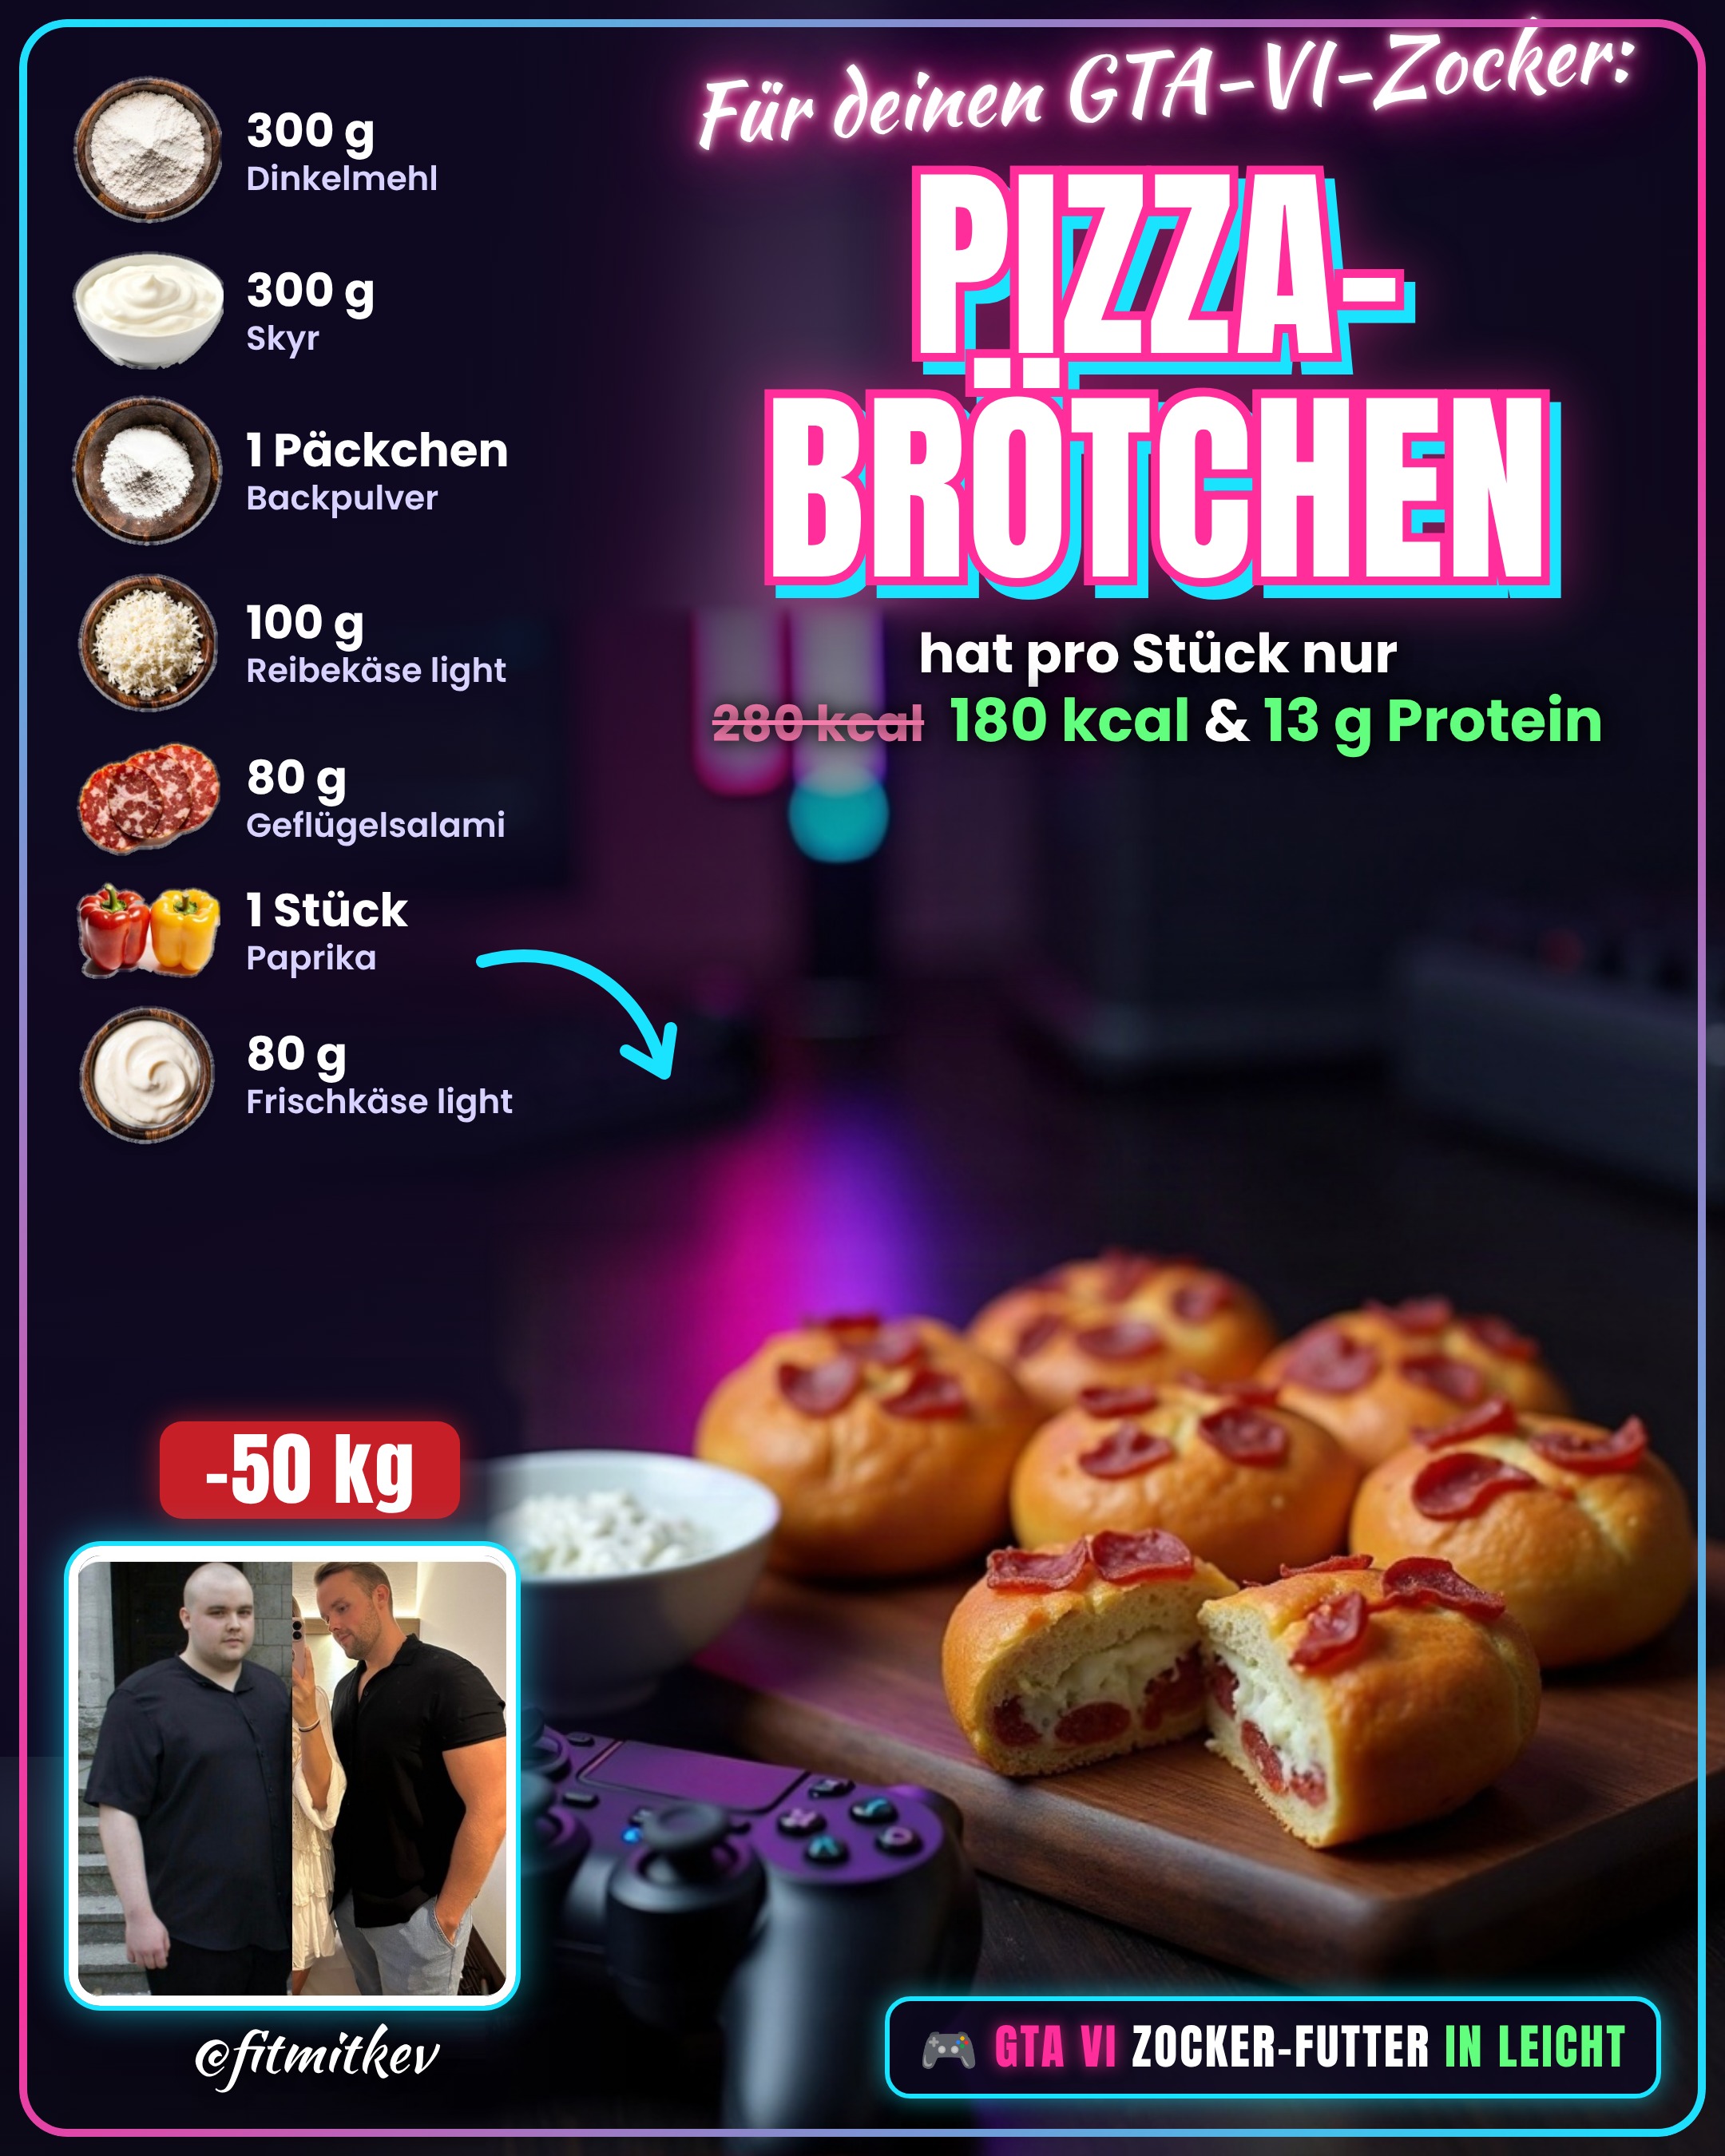 Für deinen GTA-VI-Zocker:
PIZZA-
BRÖTCHEN
hat pro Stück nur
280 kcal 180 kcal & 13 g Protein
300 g
Dinkelmehl
300 g
Skyr
1 Päckchen
Backpulver
100 g
Reibekäse light
80 g
Geflügelsalami
1 Stück
Paprika
80 g
Frischkäse light
-50 kg
@fitmitkev
GTA VI ZOCKER-FUTTER IN LEICHT